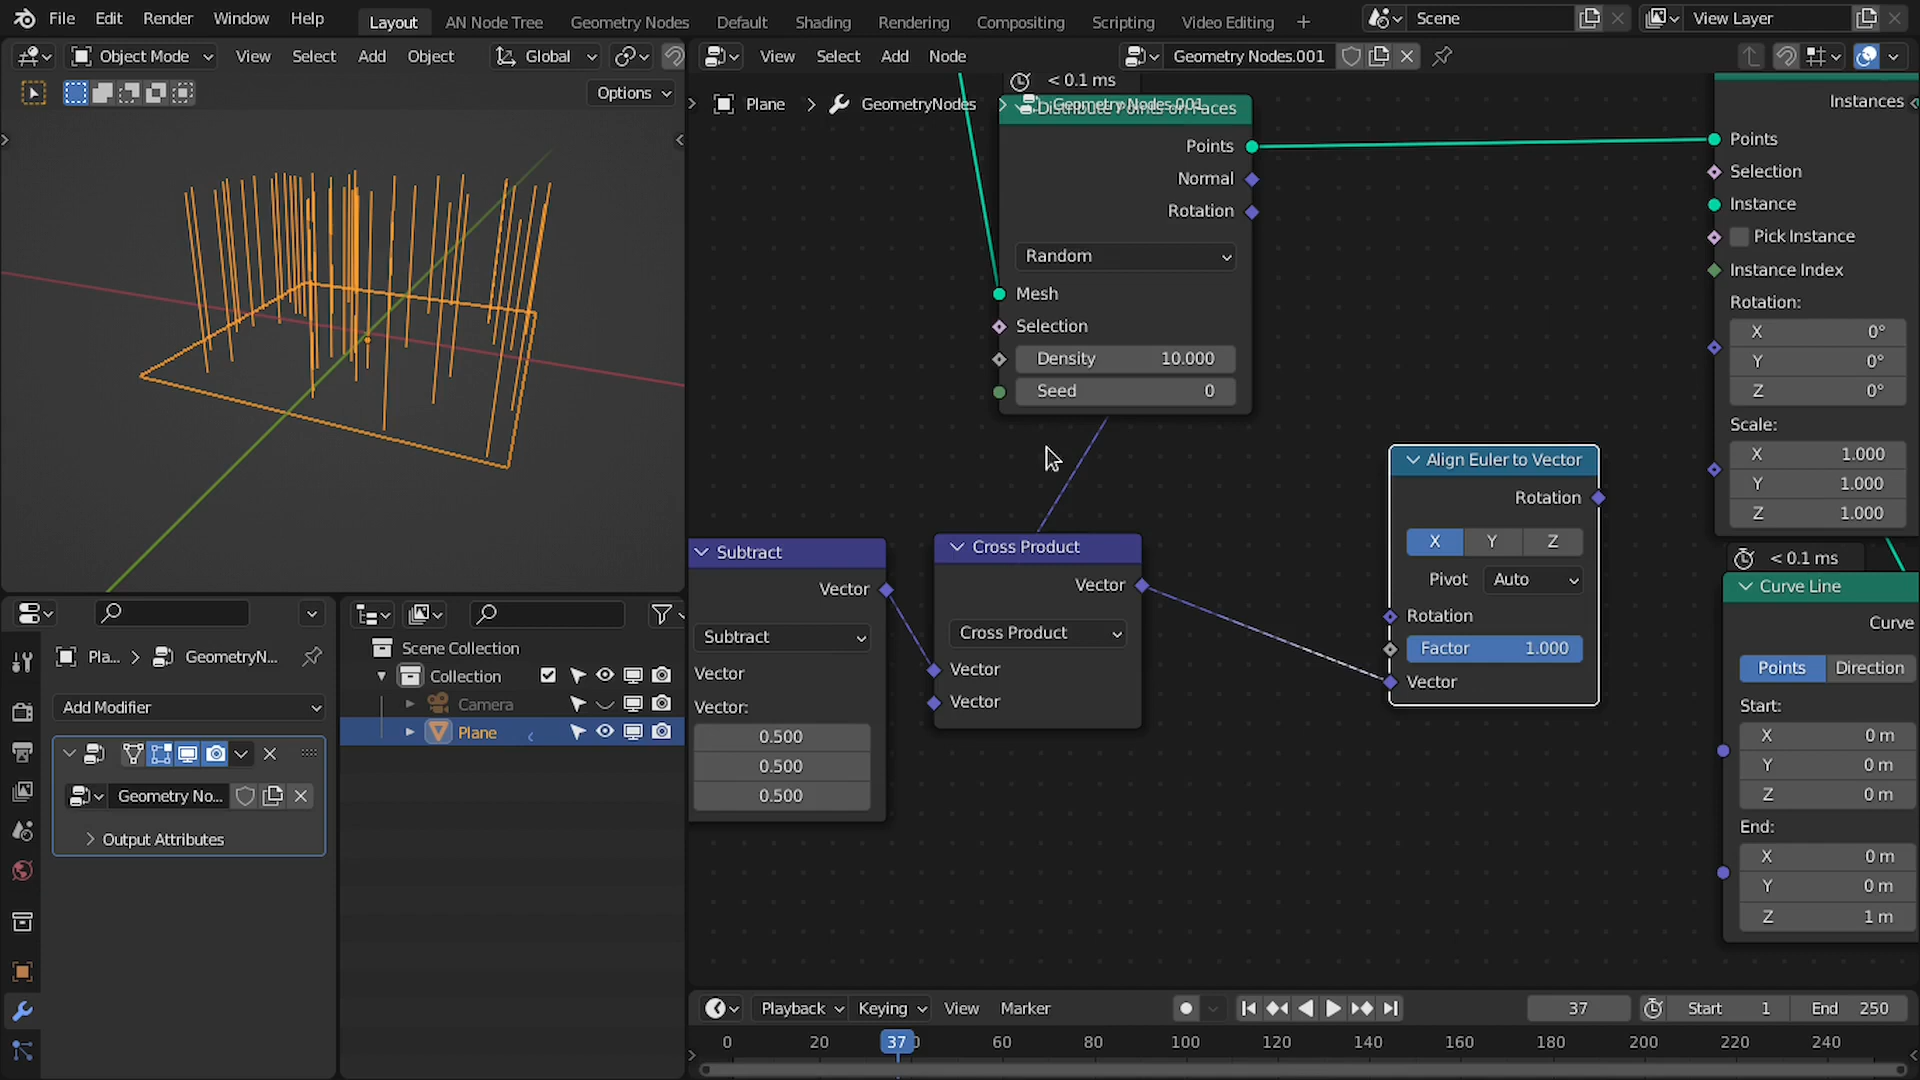 File Edit Render Window Help Layout AN Node Tree Geometry Nodes Default Shading Rendering Compositing Scripting Video Editing + Scene View Layer
Object Mode View Select Add Object Global View Select Add Node Geometry Nodes.001
Options
Plane > GeometryNodes > Geometry Nodes.001
< 0.1 ms
Distribute Points on Faces
Points
Normal
Rotation
Random
Mesh
Selection
Density 10.000
Seed 0
Instances
Points
Selection
Instance
Pick Instance
Instance Index
Rotation:
X 0°
Y 0°
Z 0°
Scale:
X 1.000
Y 1.000
Z 1.000
Subtract
Vector
Subtract
Vector
Vector:
0.500
0.500
0.500
Cross Product
Vector
Cross Product
Vector
Vector
Align Euler to Vector
Rotation
X Y Z
Pivot Auto
Rotation
Factor 1.000
Vector
< 0.1 ms
Curve Line
Curve
Points Direction
Start:
X 0 m
Y 0 m
Z 0 m
End:
X 0 m
Y 0 m
Z 1 m
Pla... > GeometryN...
Add Modifier
Geometry No...
Output Attributes
Scene Collection
Collection
Camera
Plane
Playback Keying View Marker 37 Start 1 End 250
0 20 37 60 80 100 120 140 160 180 200 220 240